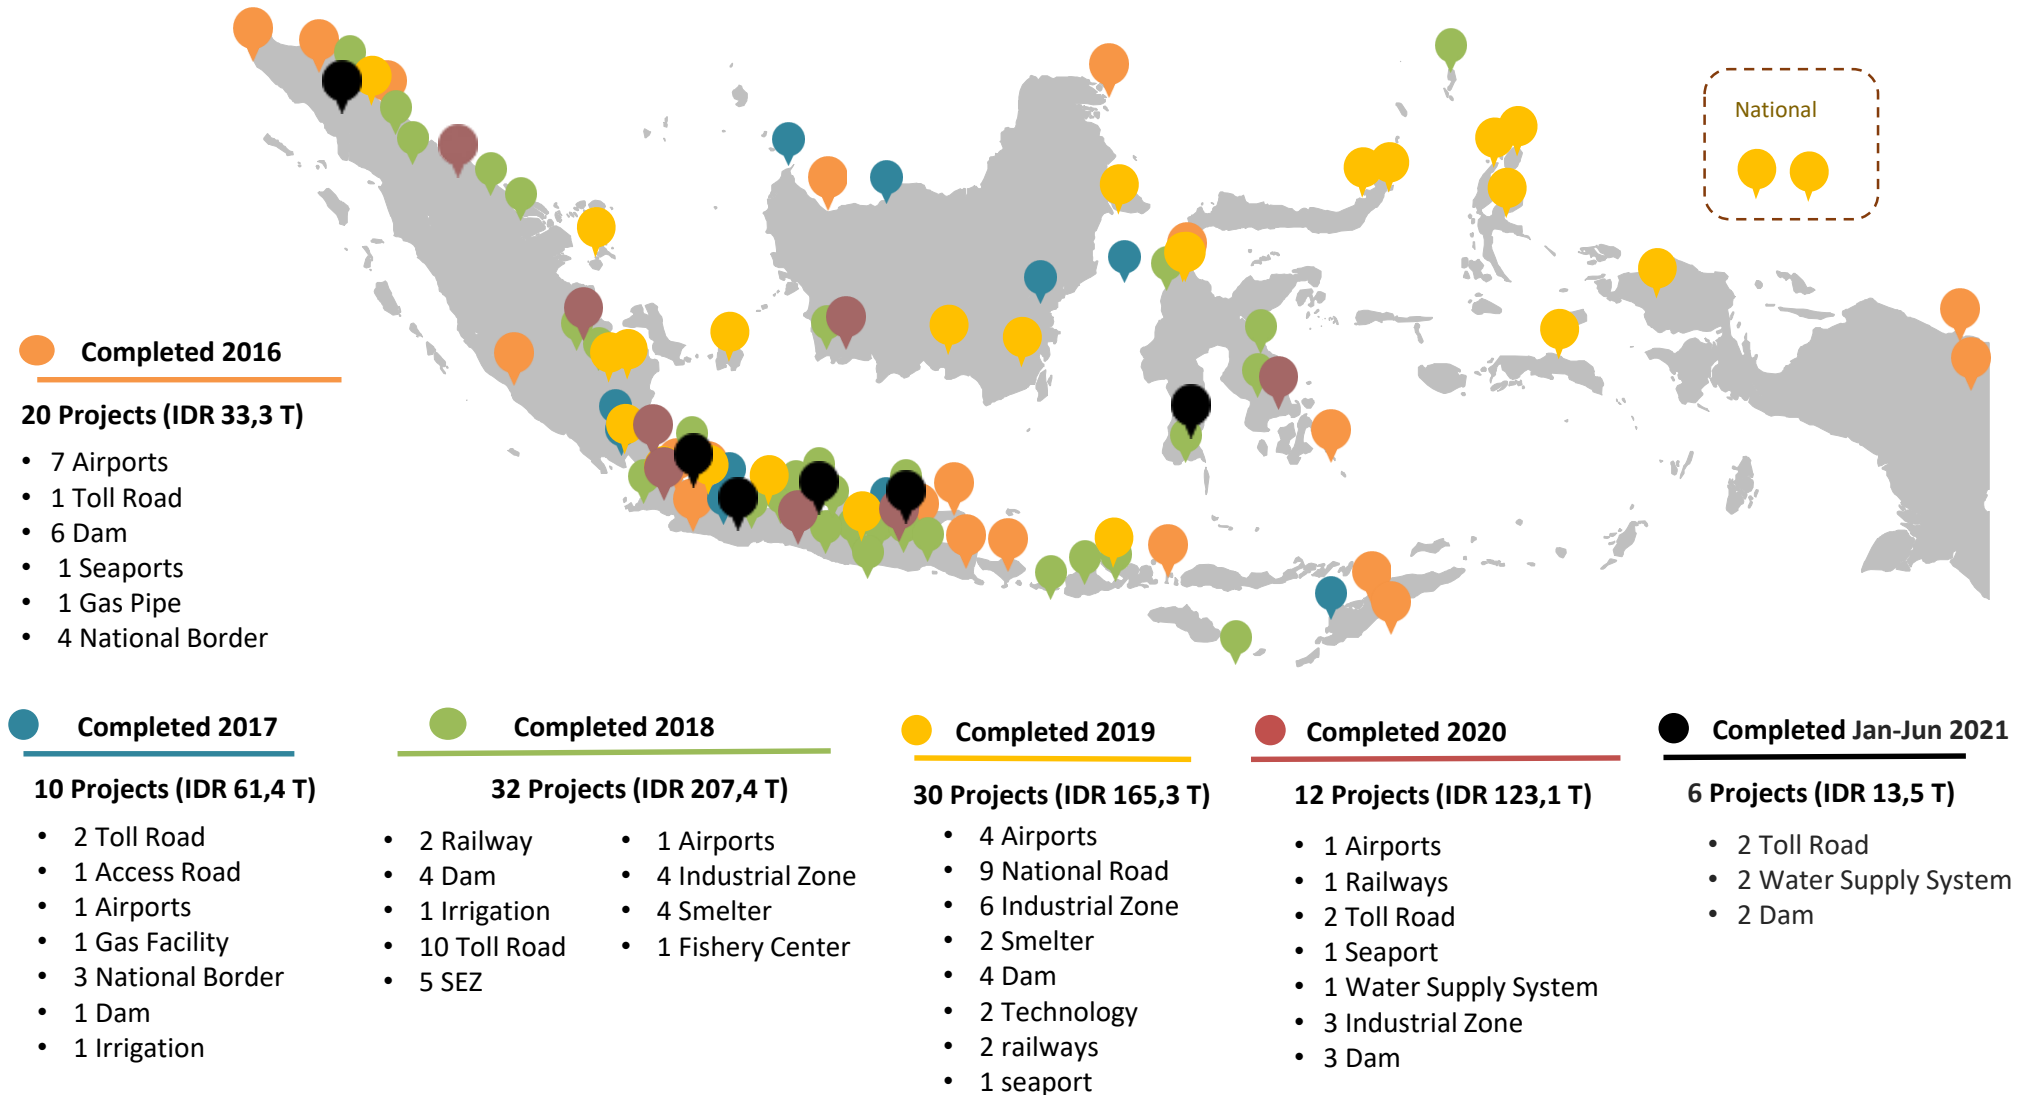 National
Completed 2016
20 Projects (IDR 33,3 T)
• 7 Airports
• 1 Toll Road
• 6 Dam
• 1 Seaports
• 1 Gas Pipe
• 4 National Border
Completed 2017
10 Projects (IDR 61,4 T)
• 2 Toll Road
• 1 Access Road
• 1 Airports
• 1 Gas Facility
• 3 National Border
• 1 Dam
• 1 Irrigation
Completed 2018
32 Projects (IDR 207,4 T)
• 2 Railway
• 4 Dam
• 1 Irrigation
• 10 Toll Road
• 5 SEZ
• 1 Airports
• 4 Industrial Zone
• 4 Smelter
• 1 Fishery Center
Completed 2019
30 Projects (IDR 165,3 T)
• 4 Airports
• 9 National Road
• 6 Industrial Zone
• 2 Smelter
• 4 Dam
• 2 Technology
• 2 railways
• 1 seaport
Completed 2020
12 Projects (IDR 123,1 T)
• 1 Airports
• 1 Railways
• 2 Toll Road
• 1 Seaport
• 1 Water Supply System
• 3 Industrial Zone
• 3 Dam
Completed Jan-Jun 2021
6 Projects (IDR 13,5 T)
• 2 Toll Road
• 2 Water Supply System
• 2 Dam